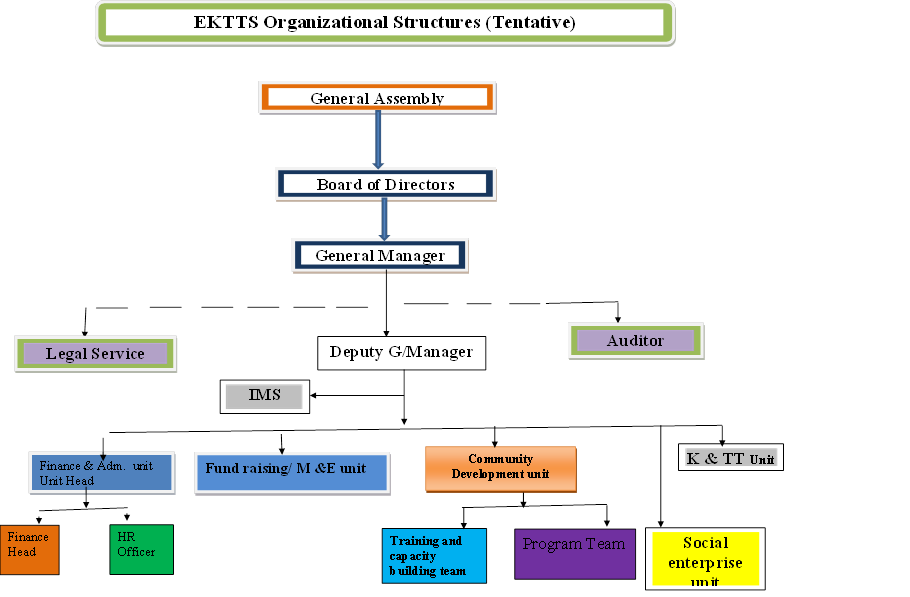 EKTTS Organizational Structures (Tentative)
General Assembly
Board of Directors
General Manager
Legal Service
Deputy G/Manager
Auditor
IMS
Finance & Adm. unit
Unit Head
Fund raising/ M &E unit
Community
Development unit
K & TT Unit
Finance
Head
HR
Officer
Training and
capacity
building team
Program Team
Social
enterprise
unit